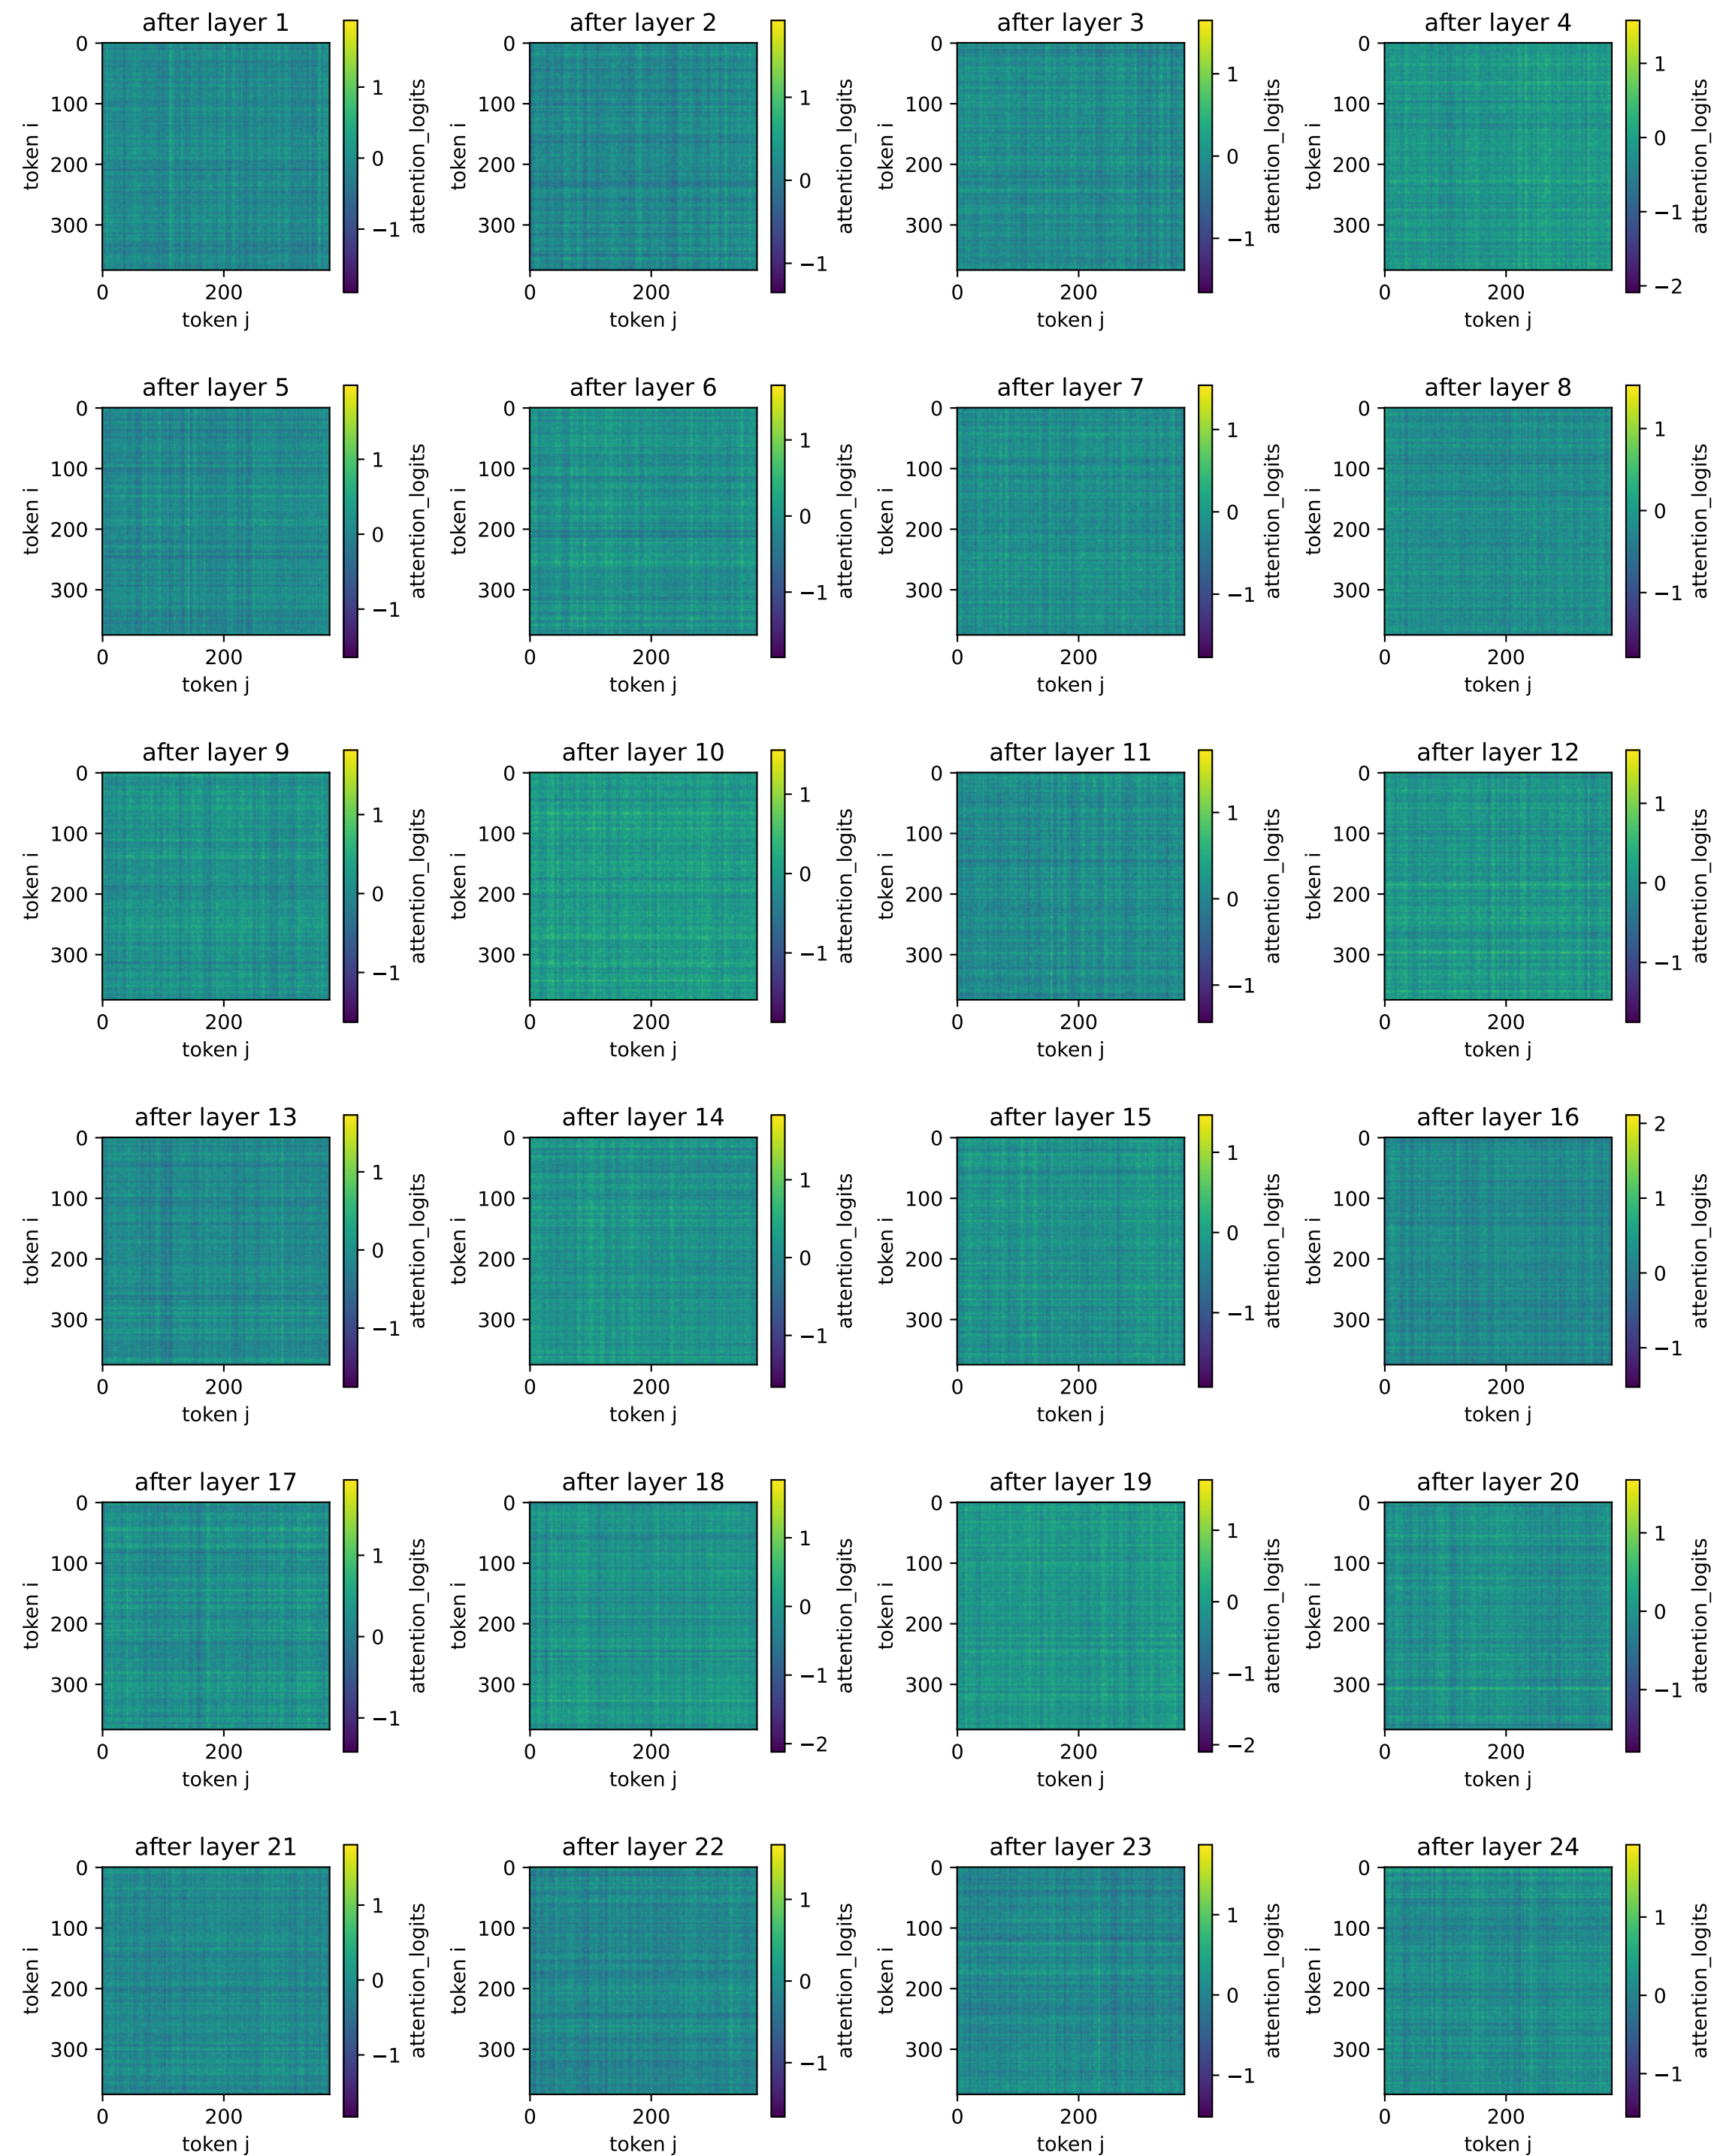 after layer 1
0
100
200
300
token i
0
200
token j
1
0
−1
attention_logits
after layer 2
0
100
200
300
token i
0
200
token j
1
0
−1
attention_logits
after layer 3
0
100
200
300
token i
0
200
token j
1
0
−1
attention_logits
after layer 4
0
100
200
300
token i
0
200
token j
1
0
−1
−2
attention_logits
after layer 5
0
100
200
300
token i
0
200
token j
1
0
−1
attention_logits
after layer 6
0
100
200
300
token i
0
200
token j
1
0
−1
attention_logits
after layer 7
0
100
200
300
token i
0
200
token j
1
0
−1
attention_logits
after layer 8
0
100
200
300
token i
0
200
token j
1
0
−1
attention_logits
after layer 9
0
100
200
300
token i
0
200
token j
1
0
−1
attention_logits
after layer 10
0
100
200
300
token i
0
200
token j
1
0
−1
attention_logits
after layer 11
0
100
200
300
token i
0
200
token j
1
0
−1
attention_logits
after layer 12
0
100
200
300
token i
0
200
token j
1
0
−1
attention_logits
after layer 13
0
100
200
300
token i
0
200
token j
1
0
−1
attention_logits
after layer 14
0
100
200
300
token i
0
200
token j
1
0
−1
attention_logits
after layer 15
0
100
200
300
token i
0
200
token j
1
0
−1
attention_logits
after layer 16
0
100
200
300
token i
0
200
token j
2
1
0
−1
attention_logits
after layer 17
0
100
200
300
token i
0
200
token j
1
0
−1
attention_logits
after layer 18
0
100
200
300
token i
0
200
token j
1
0
−1
−2
attention_logits
after layer 19
0
100
200
300
token i
0
200
token j
1
0
−1
−2
attention_logits
after layer 20
0
100
200
300
token i
0
200
token j
1
0
−1
attention_logits
after layer 21
0
100
200
300
token i
0
200
token j
1
0
−1
attention_logits
after layer 22
0
100
200
300
token i
0
200
token j
1
0
−1
attention_logits
after layer 23
0
100
200
300
token i
0
200
token j
1
0
−1
attention_logits
after layer 24
0
100
200
300
token i
0
200
token j
1
0
−1
attention_logits